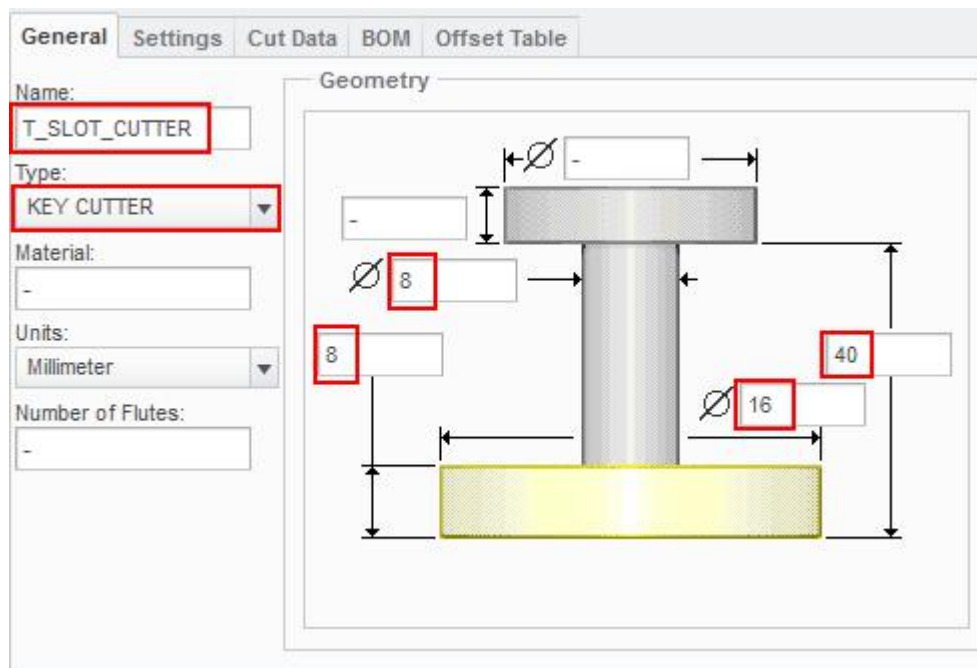 General Settings Cut Data BOM Offset Table
Geometry
Name:
T_SLOT_CUTTER
Type:
KEY CUTTER
Material:
-
Units:
Millimeter
Number of Flutes:
-
Ø -
-
Ø 8
8
40
Ø 16